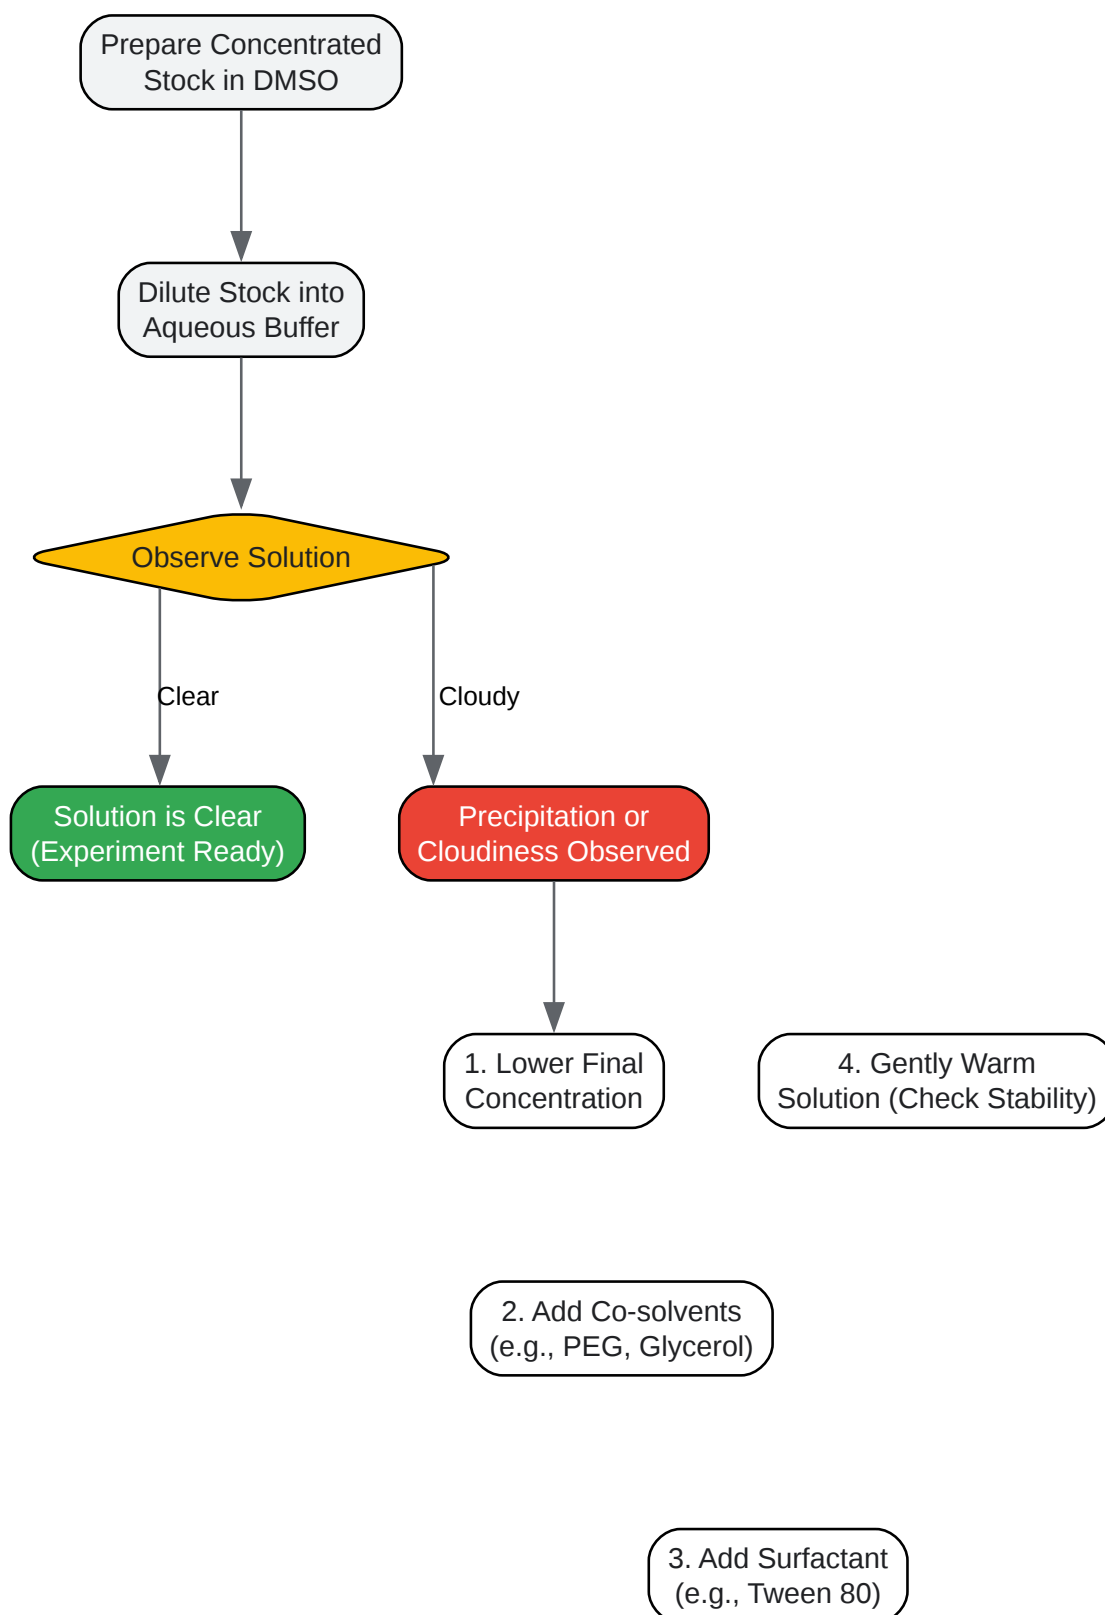 Prepare Concentrated
Stock in DMSO
Dilute Stock into
Aqueous Buffer
Observe Solution
Clear
Cloudy
Solution is Clear
(Experiment Ready)
Precipitation or
Cloudiness Observed
1. Lower Final
Concentration
4. Gently Warm
Solution (Check Stability)
2. Add Co-solvents
(e.g., PEG, Glycerol)
3. Add Surfactant
(e.g., Tween 80)